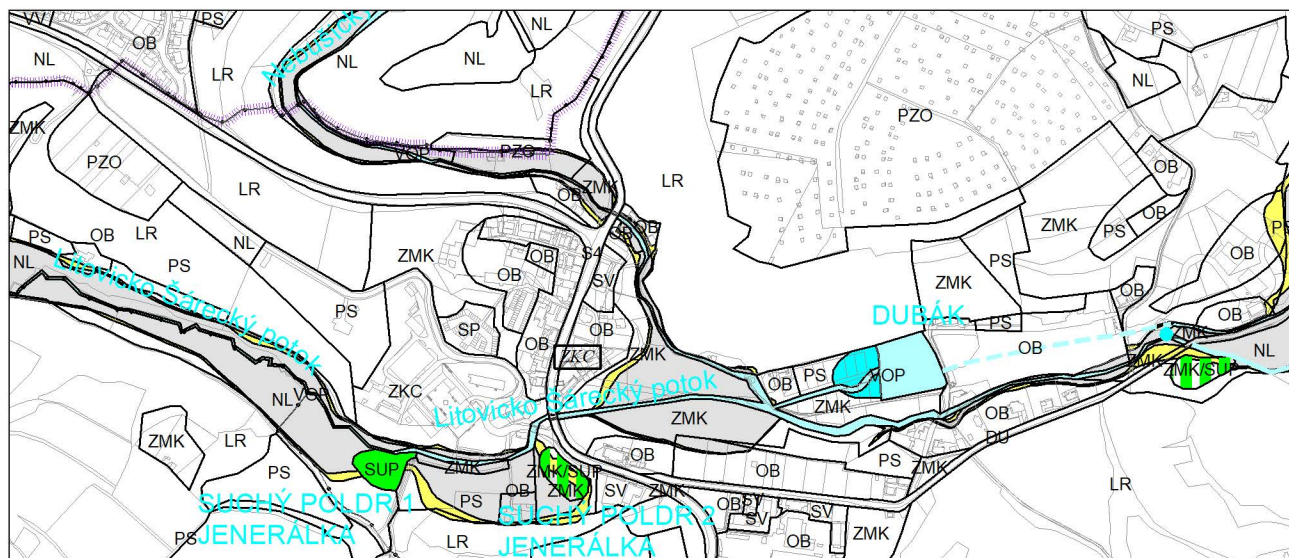 VV
OB
PS
NL
LR
NL
NL
PS
NL
Nebušický
LR
PZO
ZMK
PZO
LR
VOP
PZO
ZMK
OB
LR
OB
OB
ZMK
ZMK
OB
PS
OB
OB
PS
PS
OB
LR
NL
NL
PS
Litovicko Šárecký potok
PS
ZMK
OB
OB
S4
SV
OB
SP
OB
ZKC
ZMK
DUBÁK
ZMK
PS
PS
OB
OB
OB
ZMK
ZMK
NL
ZMK/SUP
VOP
NL
ZKC
Litovicko Šárecký potok
OB
PS
VOP
ZMK
ZMK
OB
DU
ZMK
LR
PS
SUP
ZMK
PS
OB
ZMK/SUP
ZMK
OB
SV
ZMK
OB
PS
ZMK
OB
SV
SV
SV
OB
ZMK
LR
SUCHÝ POLDR 1
JENERÁLKA
SUCHÝ POLDR 2
JENERÁLKA
PS
LR